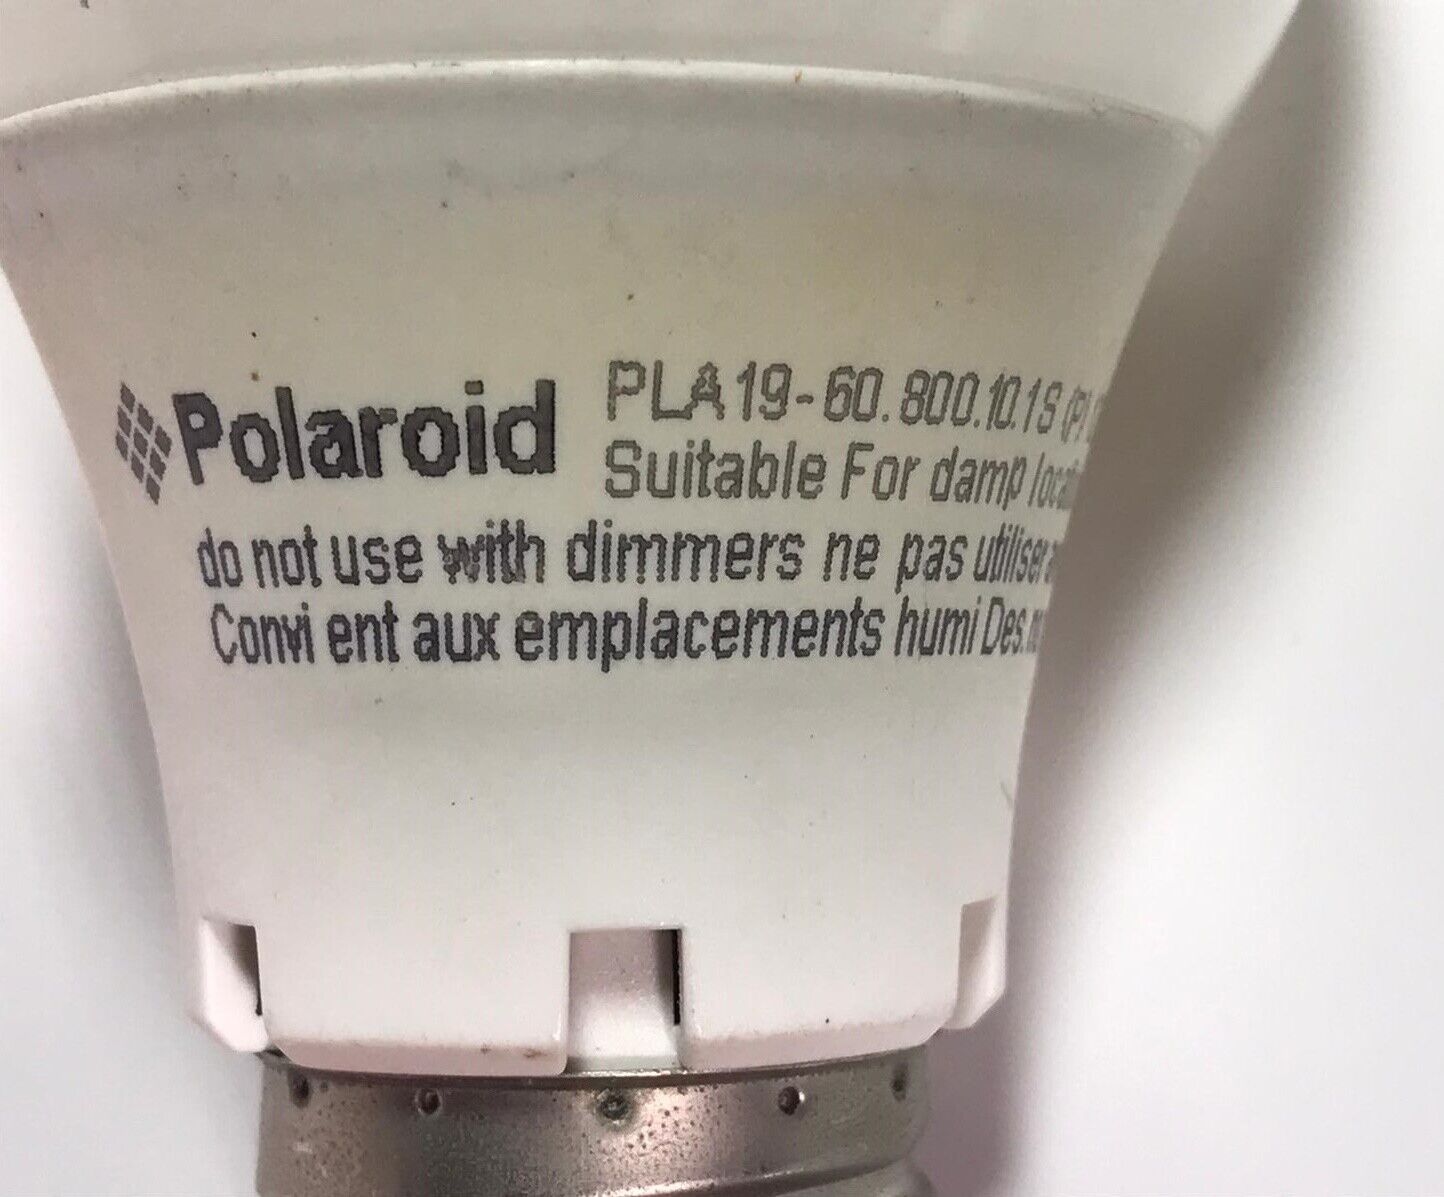 Polaroid
PLA19-60.800.10.1S
Suitable For damp
do not use with dimmers ne pas utiliser
Convi ent aux emplacements humi Des.